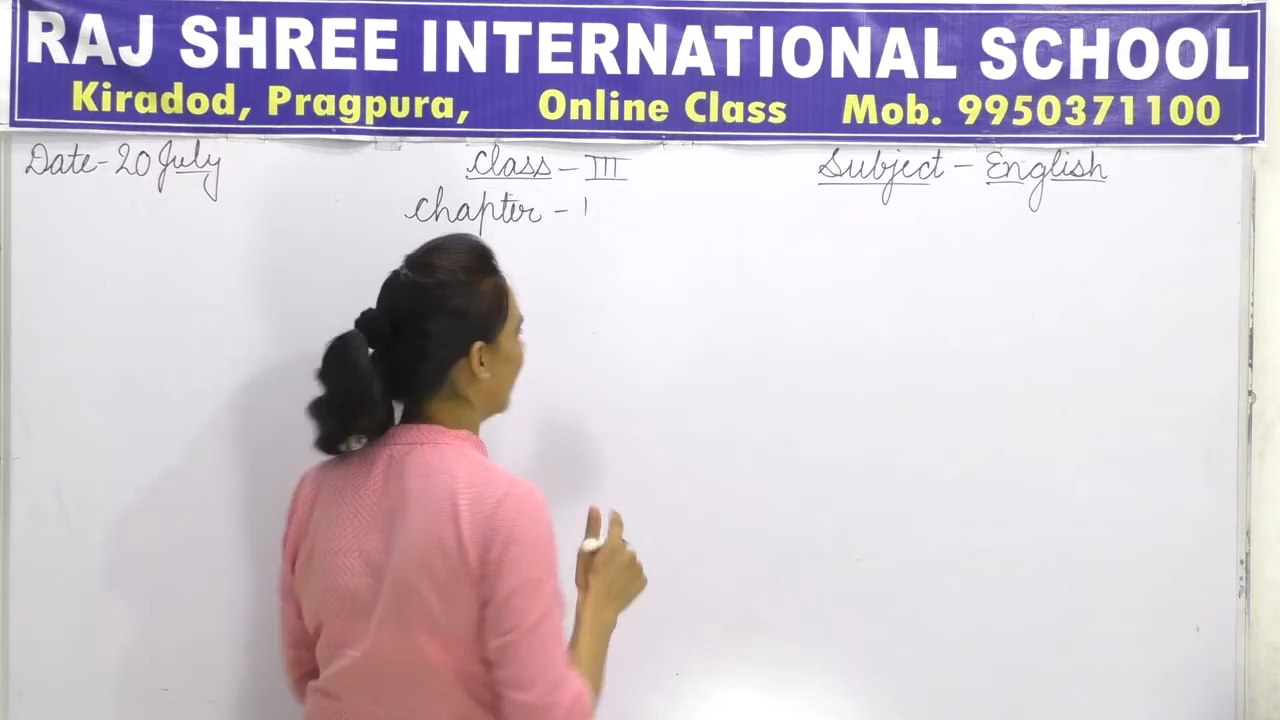 RAJ SHREE INTERNATIONAL SCHOOL
Kiradod, Pragpura, Online Class Mob. 9950371100
Date-20 July Class - III Subject - English
Chapter - 1